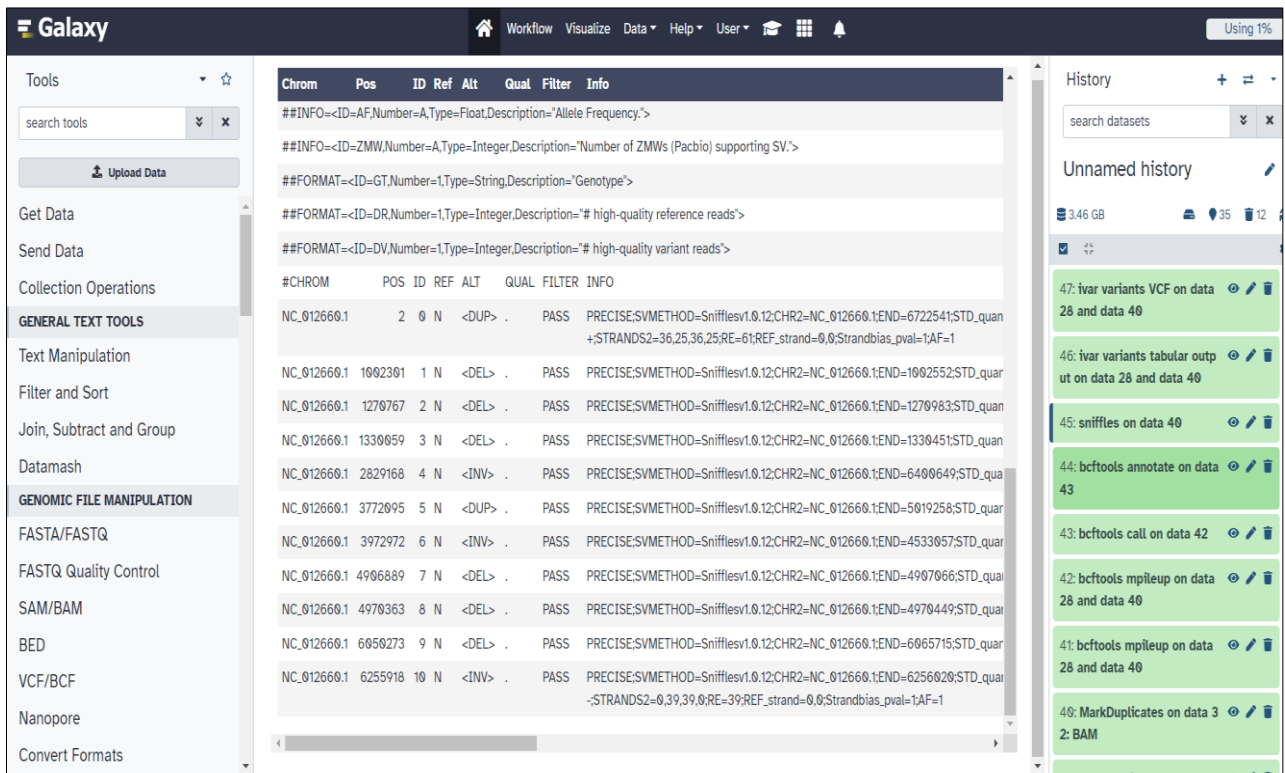 Galaxy
Workflow Visualize Data Help User
Using 1%
Tools
search tools
Upload Data
Get Data
Send Data
Collection Operations
GENERAL TEXT TOOLS
Text Manipulation
Filter and Sort
Join, Subtract and Group
Datamash
GENOMIC FILE MANIPULATION
FASTA/FASTQ
FASTQ Quality Control
SAM/BAM
BED
VCF/BCF
Nanopore
Convert Formats
Chrom Pos ID Ref Alt Qual Filter Info
##INFO=<ID=AF,Number=A,Type=Float,Description="Allele Frequency.">
##INFO=<ID=ZMW,Number=A,Type=Integer,Description="Number of ZMWs (Pacbio) supporting SV.">
##FORMAT=<ID=GT,Number=1,Type=String,Description="Genotype">
##FORMAT=<ID=DR,Number=1,Type=Integer,Description="# high-quality reference reads">
##FORMAT=<ID=DV,Number=1,Type=Integer,Description="# high-quality variant reads">
#CHROM POS ID REF ALT QUAL FILTER INFO
NC_012660.1 2 0 N <DUP> . PASS PRECISE;SVMETHOD=Snifflesv1.0.12;CHR2=NC_012660.1;END=6722541;STD_quan
+;STRANDS2=36,25,36,25;RE=61;REF_strand=0,0;Strandbias_pval=1;AF=1
NC_012660.1 1002301 1 N <DEL> . PASS PRECISE;SVMETHOD=Snifflesv1.0.12;CHR2=NC_012660.1;END=1002552;STD_quan
NC_012660.1 1270767 2 N <DEL> . PASS PRECISE;SVMETHOD=Snifflesv1.0.12;CHR2=NC_012660.1;END=1270983;STD_quan
NC_012660.1 1330059 3 N <DEL> . PASS PRECISE;SVMETHOD=Snifflesv1.0.12;CHR2=NC_012660.1;END=1330451;STD_quan
NC_012660.1 2829168 4 N <INV> . PASS PRECISE;SVMETHOD=Snifflesv1.0.12;CHR2=NC_012660.1;END=6400649;STD_qua
NC_012660.1 3772095 5 N <DUP> . PASS PRECISE;SVMETHOD=Snifflesv1.0.12;CHR2=NC_012660.1;END=5019258;STD_quar
NC_012660.1 3972972 6 N <INV> . PASS PRECISE;SVMETHOD=Snifflesv1.0.12;CHR2=NC_012660.1;END=4533057;STD_quar
NC_012660.1 4906889 7 N <DEL> . PASS PRECISE;SVMETHOD=Snifflesv1.0.12;CHR2=NC_012660.1;END=4907066;STD_quar
NC_012660.1 4970363 8 N <DEL> . PASS PRECISE;SVMETHOD=Snifflesv1.0.12;CHR2=NC_012660.1;END=4970449;STD_quar
NC_012660.1 6050273 9 N <DEL> . PASS PRECISE;SVMETHOD=Snifflesv1.0.12;CHR2=NC_012660.1;END=6065715;STD_quar
NC_012660.1 6255918 10 N <INV> . PASS PRECISE;SVMETHOD=Snifflesv1.0.12;CHR2=NC_012660.1;END=6256020;STD_quar
-;STRANDS2=0,39,39,0;RE=39;REF_strand=0,0;Strandbias_pval=1;AF=1
History
search datasets
Unnamed history
3.46 GB 35 12
47: ivar variants VCF on data
28 and data 40
46: ivar variants tabular outp
ut on data 28 and data 40
45: sniffles on data 40
44: bcftools annotate on data
43
43: bcftools call on data 42
42: bcftools mpileup on data
28 and data 40
41: bcftools mpileup on data
28 and data 40
40: MarkDuplicates on data 3
2: BAM